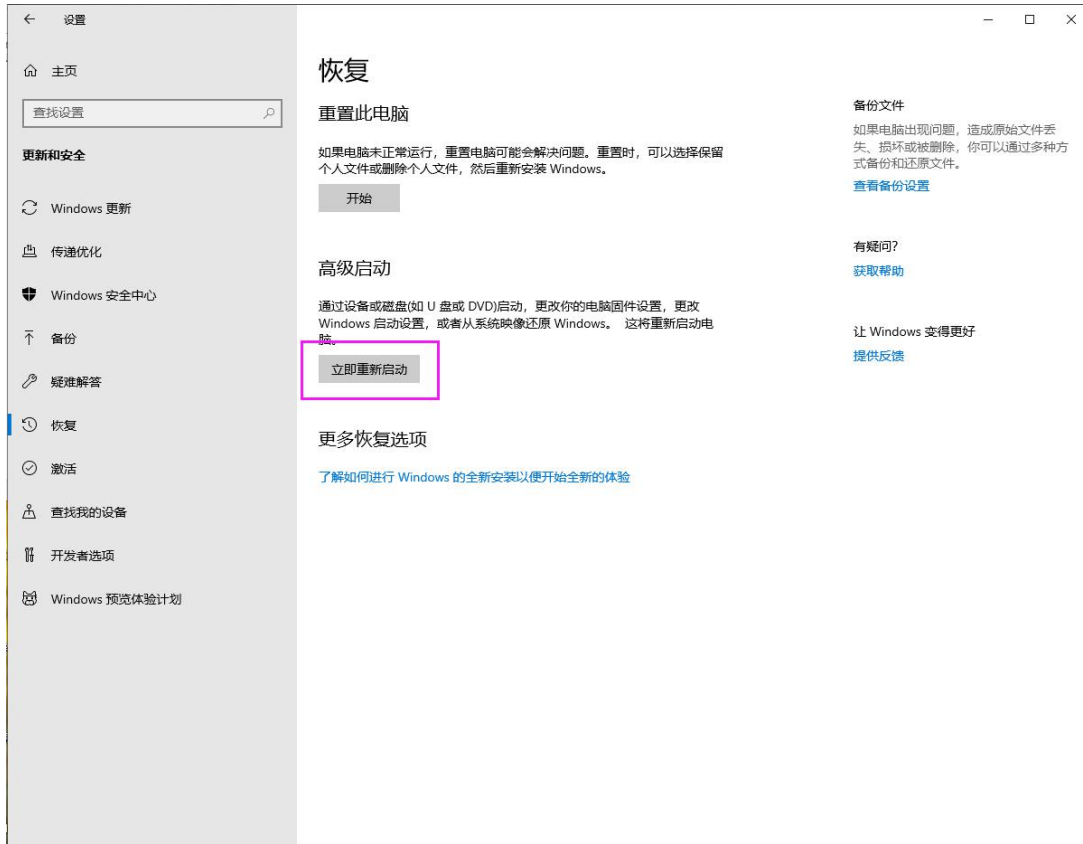 设置
主页
查找设置
更新和安全
Windows 更新
传递优化
Windows 安全中心
备份
疑难解答
恢复
激活
查找我的设备
开发者选项
Windows 预览体验计划
恢复
重置此电脑
如果电脑未正常运行，重置电脑可能会解决问题。重置时，可以选择保留
个人文件或删除个人文件，然后重新安装 Windows。
开始
高级启动
通过设备或磁盘(如 U 盘或 DVD)启动，更改你的电脑固件设置，更改
Windows 启动设置，或者从系统映像还原 Windows。 这将重新启动电
脑。
立即重新启动
更多恢复选项
了解如何进行 Windows 的全新安装以便开始全新的体验
备份文件
如果电脑出现问题，造成原始文件丢
失、损坏或被删除，你可以通过多种方
式备份和还原文件。
查看备份设置
有疑问?
获取帮助
让 Windows 变得更好
提供反馈